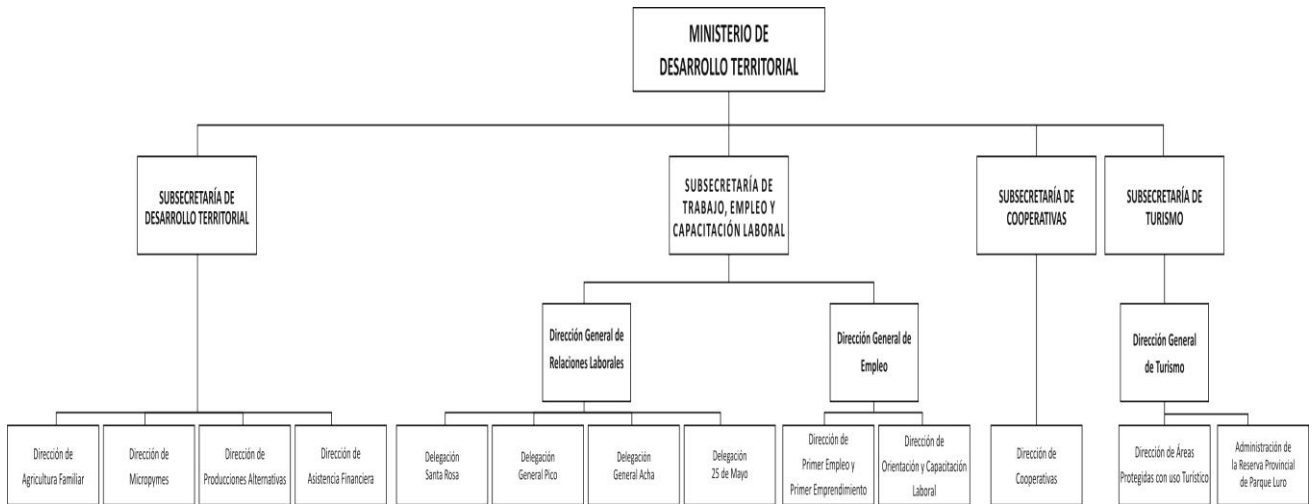 MINISTERIO DE
DESARROLLO TERRITORIAL
SUBSECRETARÍA DE
DESARROLLO TERRITORIAL
SUBSECRETARÍA DE
TRABAJO, EMPLEO Y
CAPACITACIÓN LABORAL
SUBSECRETARÍA DE
COOPERATIVAS
SUBSECRETARÍA DE
TURISMO
Dirección General de
Relaciones Laborales
Dirección General de
Empleo
Dirección General
de Turismo
Dirección de
Agricultura Familiar
Dirección de
Micropymes
Dirección de
Producciones Alternativas
Dirección de
Asistencia Financiera
Delegación
Santa Rosa
Delegación
General Pico
Delegación
General Acha
Delegación
25 de Mayo
Dirección de
Primer Empleo y
Primer Emprendimiento
Dirección de
Orientación y Capacitación
Laboral
Dirección de
Cooperativas
Dirección de Áreas
Protegidas con uso Turístico
Administración de
la Reserva Provincial
de Parque Luro